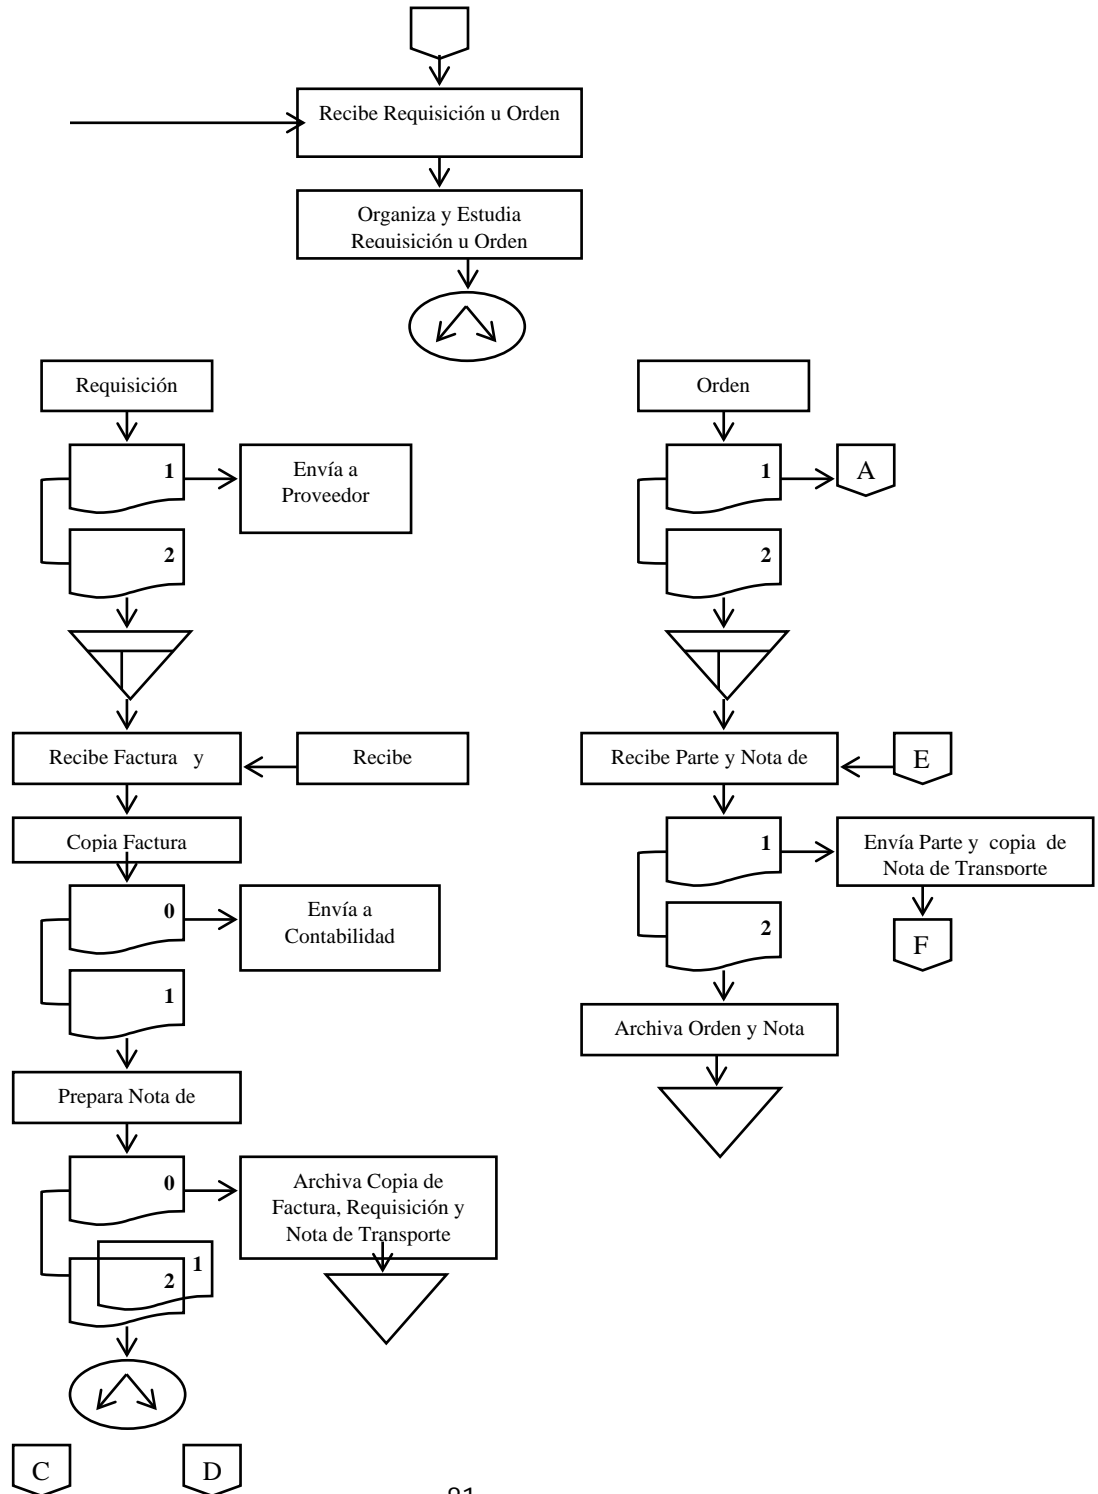 Recibe Requisición u Orden
Organiza y Estudia
Requisición u Orden
Requisición
1
Envía a
Proveedor
2
Recibe Factura y
Recibe
Copia Factura
0
Envía a
Contabilidad
1
Prepara Nota de
0
Archiva Copia de
Factura, Requisición y
Nota de Transporte
1
2
C
D
Orden
1
A
2
Recibe Parte y Nota de
E
1
Envía Parte y copia de
Nota de Transporte
2
F
Archiva Orden y Nota
81